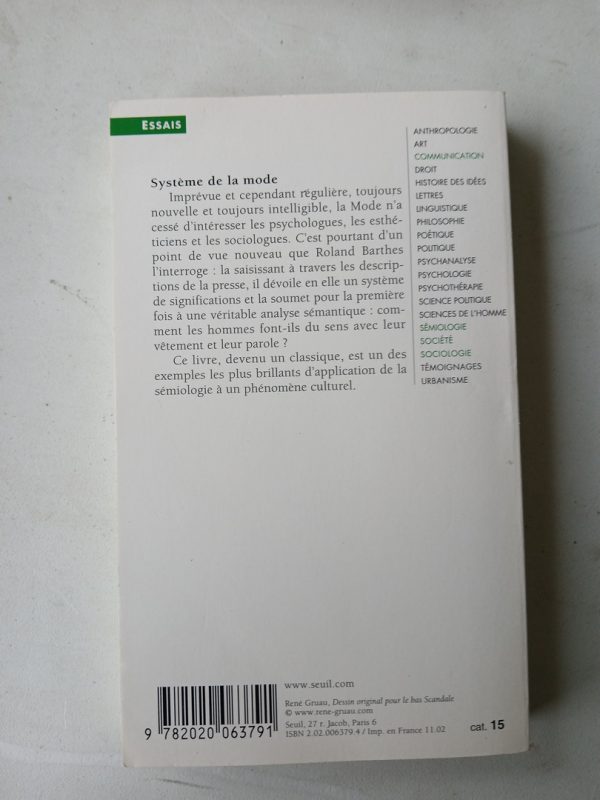 ESSAIS
Système de la mode
Imprévue et cependant régulière, toujours
nouvelle et toujours intelligible, la Mode n'a
cessé d'intéresser les psychologues, les esthé-
ticiens et les sociologues. C'est pourtant d'un
point de vue nouveau que Roland Barthes
l'interroge : la saisissant à travers les descrip-
tions de la presse, il dévoile en elle un système
de significations et la soumet pour la première
fois à une véritable analyse sémantique : com-
ment les hommes font-ils du sens avec leur
vêtement et leur parole ?
Ce livre, devenu un classique, est un des
exemples les plus brillants d'application de la
sémiologie à un phénomène culturel.
ANTHROPOLOGIE
ART
COMMUNICATION
DROIT
HISTOIRE DES IDÉES
LETTRES
LINGUISTIQUE
PHILOSOPHIE
POÉTIQUE
POLITIQUE
PSYCHANALYSE
PSYCHOLOGIE
PSYCHOTHÉRAPIE
SCIENCE POLITIQUE
SCIENCES DE L'HOMME
SÉMIOLOGIE
SOCIÉTÉ
SOCIOLOGIE
TÉMOIGNAGES
URBANISME
www.seuil.com
René Gruau, Dessin original pour le bas Scandale
© www.rene-gruau.com
Seuil, 27 r. Jacob, Paris 6
ISBN 2.02.006379.4 / Imp. en France 11.02
cat. 15
9 782020 063791